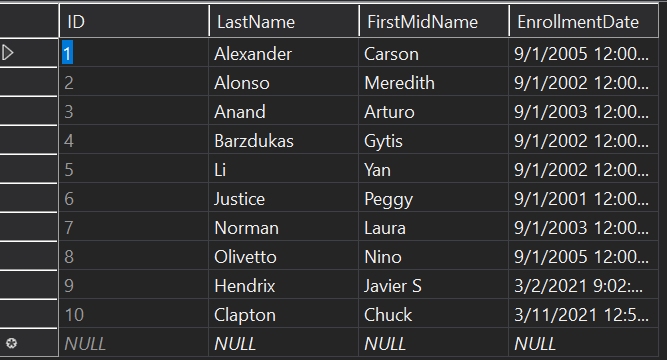 ID LastName FirstMidName EnrollmentDate
1 Alexander Carson 9/1/2005 12:00...
2 Alonso Meredith 9/1/2002 12:00...
3 Anand Arturo 9/1/2003 12:00...
4 Barzdukas Gytis 9/1/2002 12:00...
5 Li Yan 9/1/2002 12:00...
6 Justice Peggy 9/1/2001 12:00...
7 Norman Laura 9/1/2003 12:00...
8 Olivetto Nino 9/1/2005 12:00...
9 Hendrix Javier S 3/2/2021 9:02:...
10 Clapton Chuck 3/11/2021 12:5...
NULL NULL NULL NULL